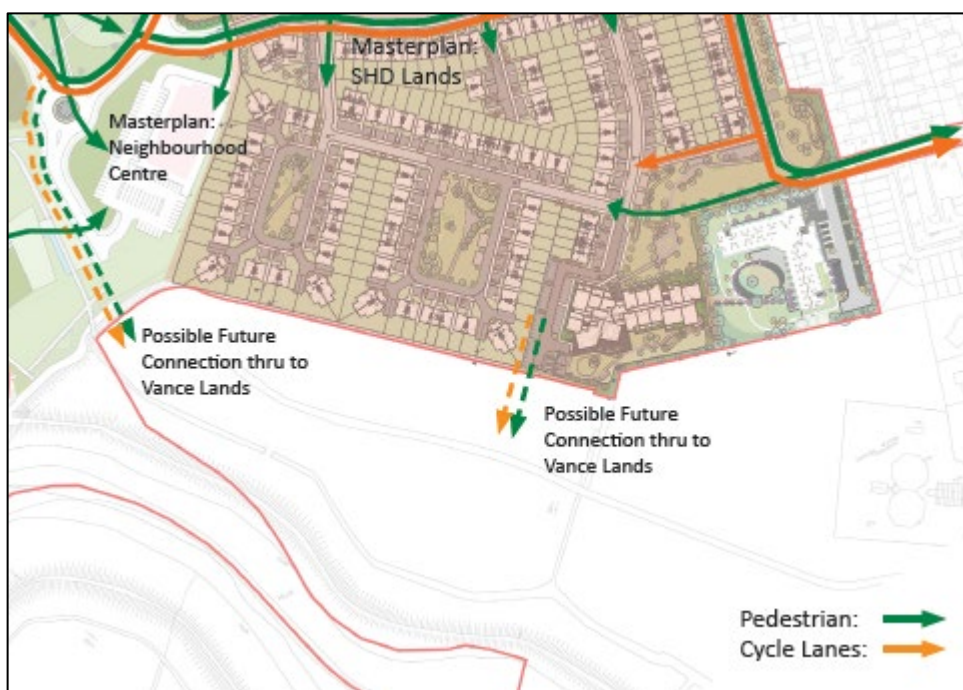 Masterplan:
SHD Lands
Masterplan:
Neighbourhood
Centre
Possible Future
Connection thru to
Vance Lands
Possible Future
Connection thru to
Vance Lands
Pedestrian:
Cycle Lanes: